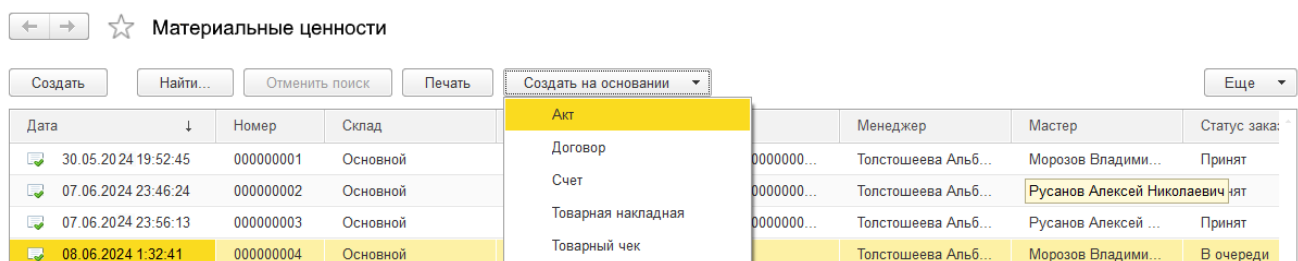 Материальные ценности
Создать Найти... Отменить поиск Печать Создать на основании Еще
Дата Номер Склад Акт Менеджер Мастер Статус зака
Договор
30.05.2024 19:52:45 000000001 Основной 0000000... Толстошеева Альб... Морозов Владими... Принят
Счет
07.06.2024 23:46:24 000000002 Основной 000000... Толстошеева Альб... Русанов Алексей Николаевич нят
Товарная накладная
07.06.2024 23:56:13 000000003 Основной 0000000... Толстошеева Альб... Русанов Алексей ... Принят
Товарный чек
08.06.2024 1:32:41 000000004 Основной Толстошеева Альб... Морозов Владими... В очереди